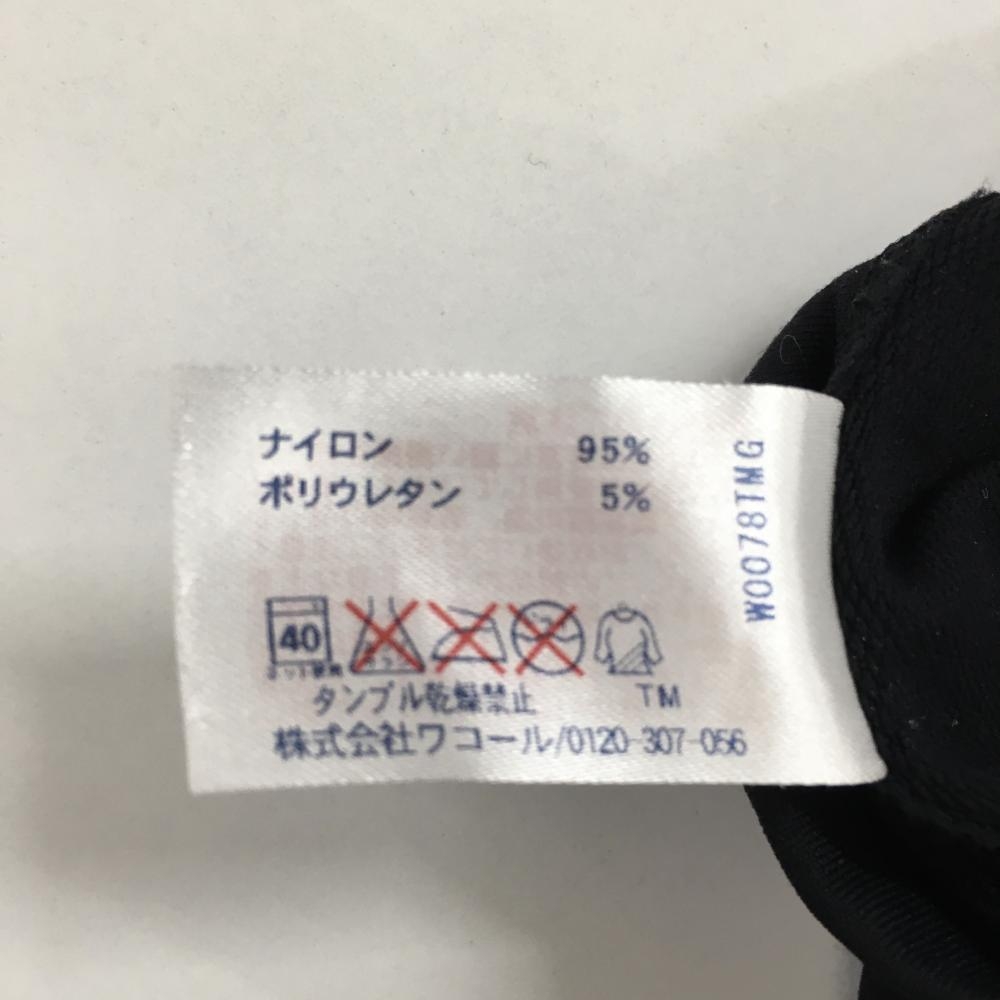 ナイロン 95%
ポリウレタン 5%
40
タンブル乾燥禁止 TM
株式会社ワコール/0120-307-056
W0078TMG